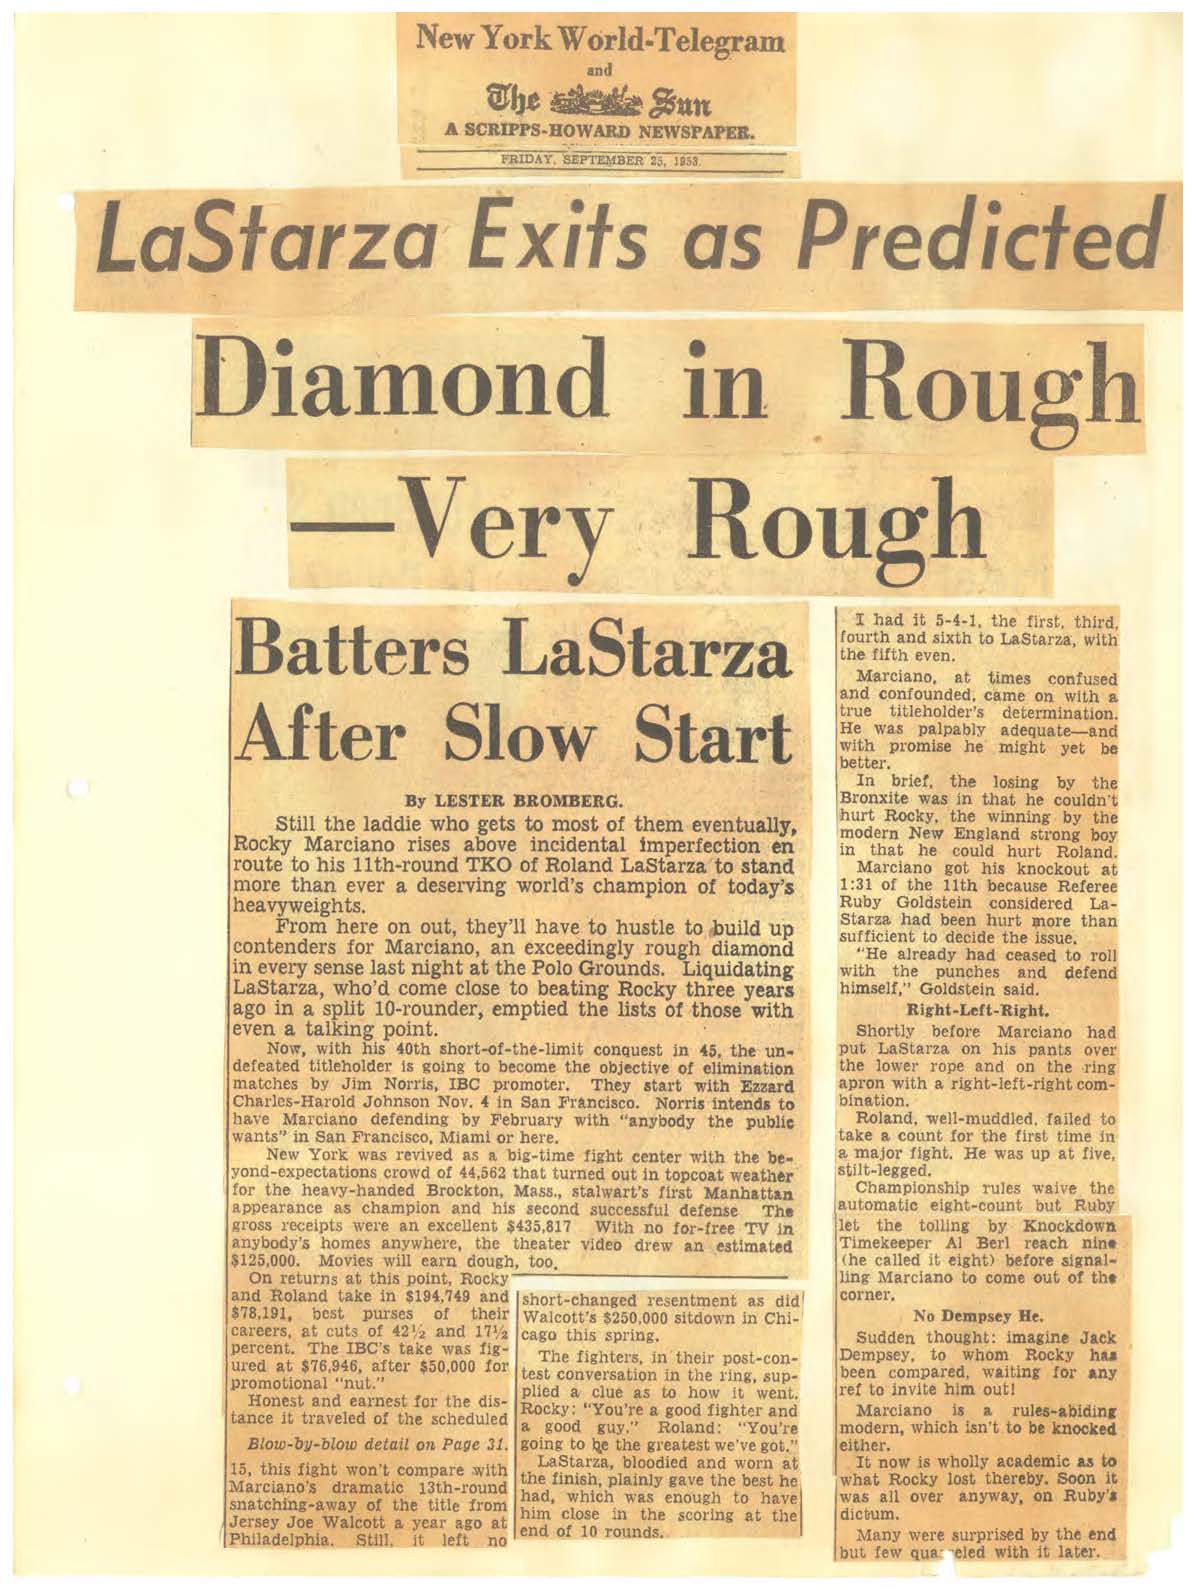 New York World-Telegram
and
The Sun
A SCRIPPS-HOWARD NEWSPAPER.
FRIDAY, SEPTEMBER 25, 1953.
LaStarza Exits as Predicted
Diamond in Rough
—Very Rough
Batters LaStarza
After Slow Start
By LESTER BROMBERG.
Still the laddie who gets to most of them eventually,
Rocky Marciano rises above incidental imperfection en
route to his 11th-round TKO of Roland LaStarza to stand
more than ever a deserving world's champion of today's
heavyweights.
From here on out, they'll have to hustle to build up
contenders for Marciano, an exceedingly rough diamond
in every sense last night at the Polo Grounds. Liquidating
LaStarza, who'd come close to beating Rocky three years
ago in a split 10-rounder, emptied the lists of those with
even a talking point.
Now, with his 40th short-of-the-limit conquest in 45, the un-
defeated titleholder is going to become the objective of elimination
matches by Jim Norris, IBC promoter. They start with Ezzard
Charles-Harold Johnson Nov. 4 in San Francisco. Norris intends to
have Marciano defending by February with "anybody the public
wants" in San Francisco, Miami or here.
New York was revived as a big-time fight center with the be-
yond-expectations crowd of 44,562 that turned out in topcoat weather
for the heavy-handed Brockton, Mass., stalwart's first Manhattan
appearance as champion and his second successful defense The
gross receipts were an excellent $435,817 With no for-free TV in
anybody's homes anywhere, the theater video drew an estimated
$125,000. Movies will earn dough, too.
On returns at this point, Rocky
and Roland take in $194,749 and
$78,191, best purses of their
careers, at cuts of 42½ and 17½
percent. The IBC's take was fig-
ured at $76,946, after $50,000 for
promotional "nut."
Honest and earnest for the dis-
tance it traveled of the scheduled
Blow-by-blow detail on Page 31.
15, this fight won't compare with
Marciano's dramatic 13th-round
snatching-away of the title from
Jersey Joe Walcott a year ago at
Philadelphia. Still, it left no
short-changed resentment as did
Walcott's $250,000 sitdown in Chi-
cago this spring.
The fighters, in their post-con-
test conversation in the ring, sup-
plied a clue as to how it went.
Rocky: "You're a good fighter and
a good guy." Roland: "You're
going to be the greatest we've got."
LaStarza, bloodied and worn at
the finish, plainly gave the best he
had, which was enough to have
him close in the scoring at the
end of 10 rounds.
I had it 5-4-1, the first, third,
fourth and sixth to LaStarza, with
the fifth even.
Marciano, at times confused
and confounded, came on with a
true titleholder's determination.
He was palpably adequate—and
with promise he might yet be
better.
In brief, the losing by the
Bronxite was in that he couldn't
hurt Rocky, the winning by the
modern New England strong boy
in that he could hurt Roland.
Marciano got his knockout at
1:31 of the 11th because Referee
Ruby Goldstein considered La-
Starza had been hurt more than
sufficient to decide the issue.
"He already had ceased to roll
with the punches and defend
himself," Goldstein said.
Right-Left-Right.
Shortly before Marciano had
put LaStarza on his pants over
the lower rope and on the ring
apron with a right-left-right com-
bination.
Roland, well-muddled, failed to
take a count for the first time in
a major fight. He was up at five,
stilt-legged.
Championship rules waive the
automatic eight-count but Ruby
let the tolling by Knockdown
Timekeeper Al Berl reach nine
(he called it eight) before signal-
ling Marciano to come out of the
corner.
No Dempsey He.
Sudden thought: imagine Jack
Dempsey, to whom Rocky has
been compared, waiting for any
ref to invite him out!
Marciano is a rules-abiding
modern, which isn't to be knocked
either.
It now is wholly academic as to
what Rocky lost thereby. Soon it
was all over anyway, on Ruby's
dictum.
Many were surprised by the end
but few quarreled with it later.